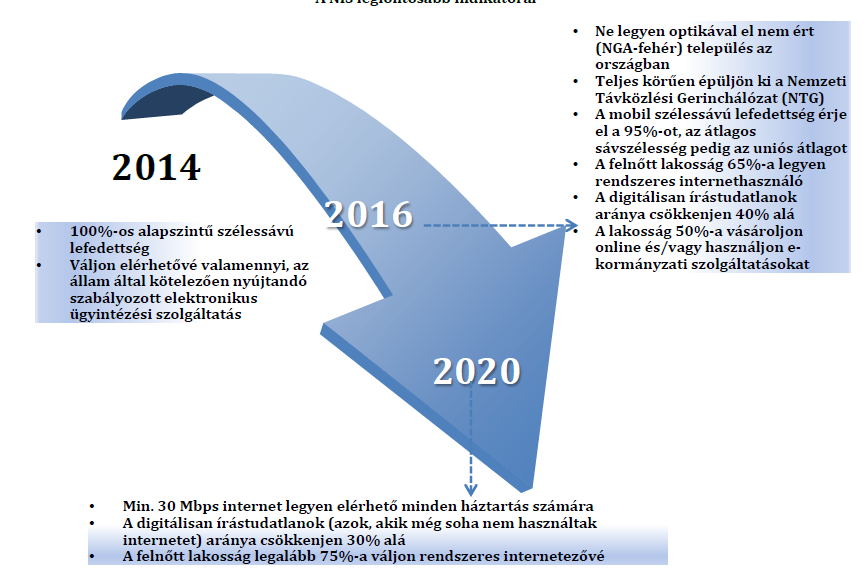 A NIS legfontosabb indikátorai
2014
• 100%-os alapszintű szélessávú
lefedettség
• Váljon elérhetővé valamennyi, az
állam által kötelezően nyújtandó
szabályozott elektronikus
ügyintézési szolgáltatás
2016
• Ne legyen optikával el nem ért
(NGA-fehér) település az
országban
• Teljes körűen épüljön ki a Nemzeti
Távközlési Gerinchálózat (NTG)
• A mobil szélessávú lefedettség érje
el a 95%-ot, az átlagos
sávszélesség pedig az uniós átlagot
• A felnőtt lakosság 65%-a legyen
rendszeres internethasználó
• A digitálisan írástudatlanok
aránya csökkenjen 40% alá
• A lakosság 50%-a vásároljon
online és/vagy használjon e-
kormányzati szolgáltatásokat
2020
• Min. 30 Mbps internet legyen elérhető minden háztartás számára
• A digitálisan írástudatlanok (azok, akik még soha nem használtak
internetet) aránya csökkenjen 30% alá
• A felnőtt lakosság legalább 75%-a váljon rendszeres internetezővé